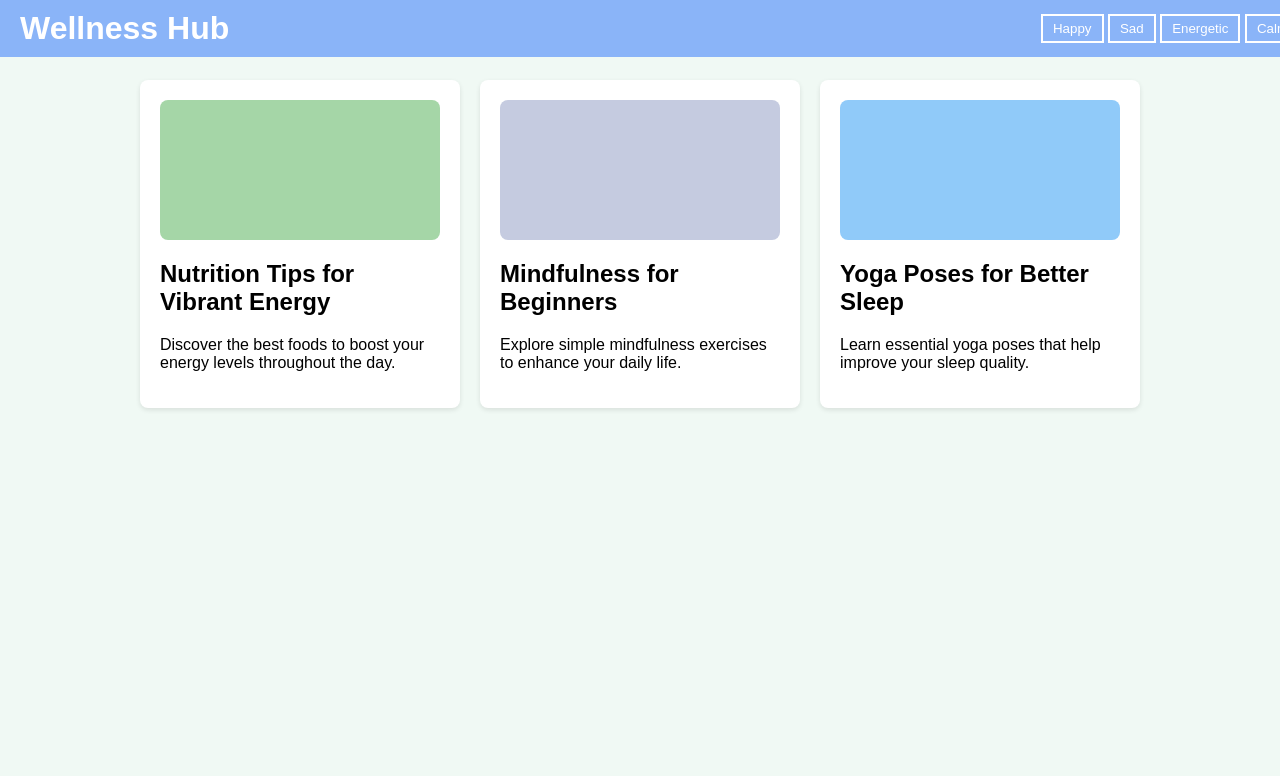 Wellness Hub
Happy
Sad
Energetic
Nutrition Tips for
Vibrant Energy
Discover the best foods to boost your
energy levels throughout the day.
Mindfulness for
Beginners
Explore simple mindfulness exercises
to enhance your daily life.
Yoga Poses for Better
Sleep
Learn essential yoga poses that help
improve your sleep quality.